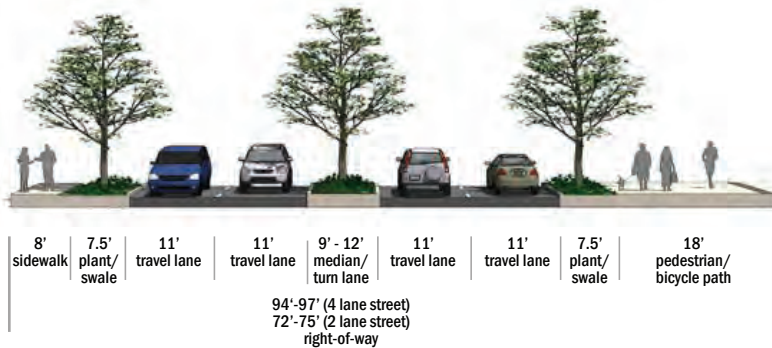 8' 7.5' 11' 11' 9' - 12' 11' 11' 7.5' 18'
sidewalk plant/ travel lane travel lane median/ travel lane travel lane plant/ pedestrian/
swale turn lane swale bicycle path
94‘-97’ (4 lane street)
72’-75’ (2 lane street)
right-of-way